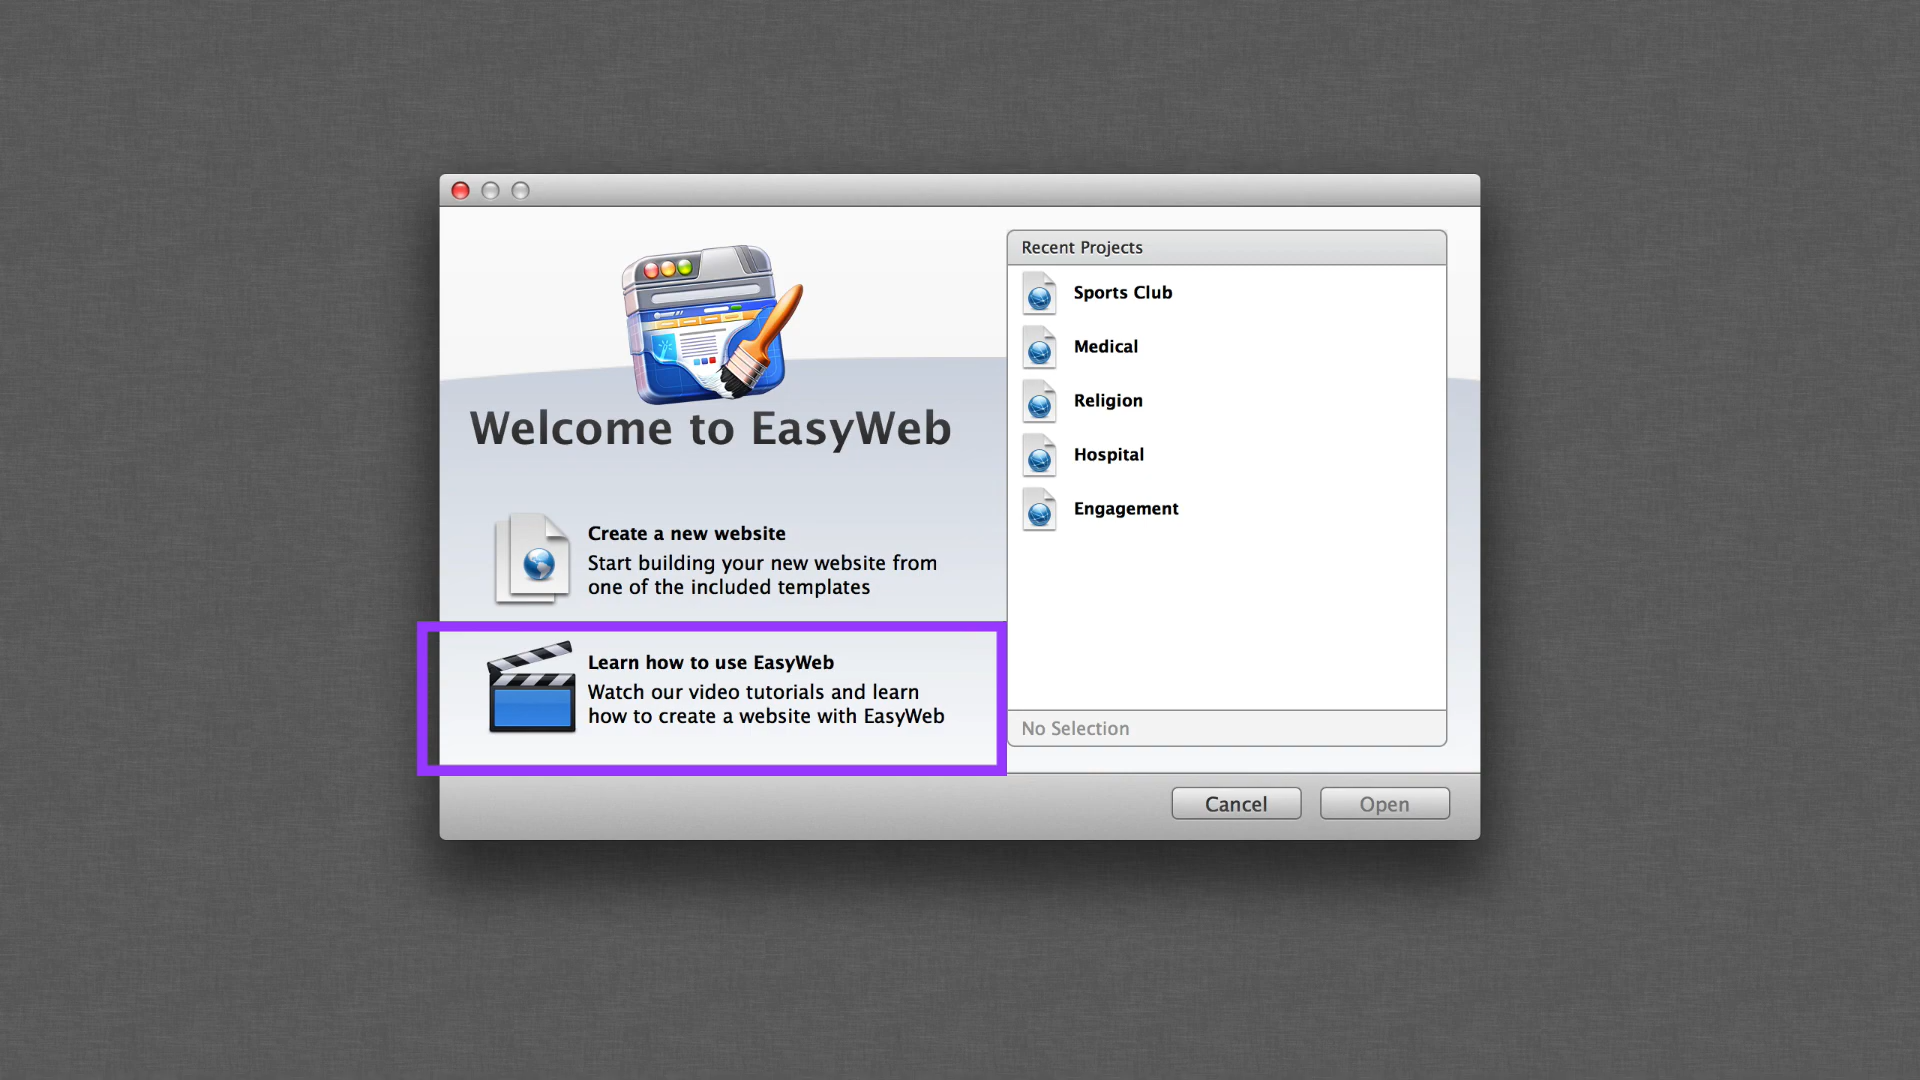 Welcome to EasyWeb
Create a new website
Start building your new website from
one of the included templates
Learn how to use EasyWeb
Watch our video tutorials and learn
how to create a website with EasyWeb
Recent Projects
Sports Club
Medical
Religion
Hospital
Engagement
No Selection
Cancel
Open